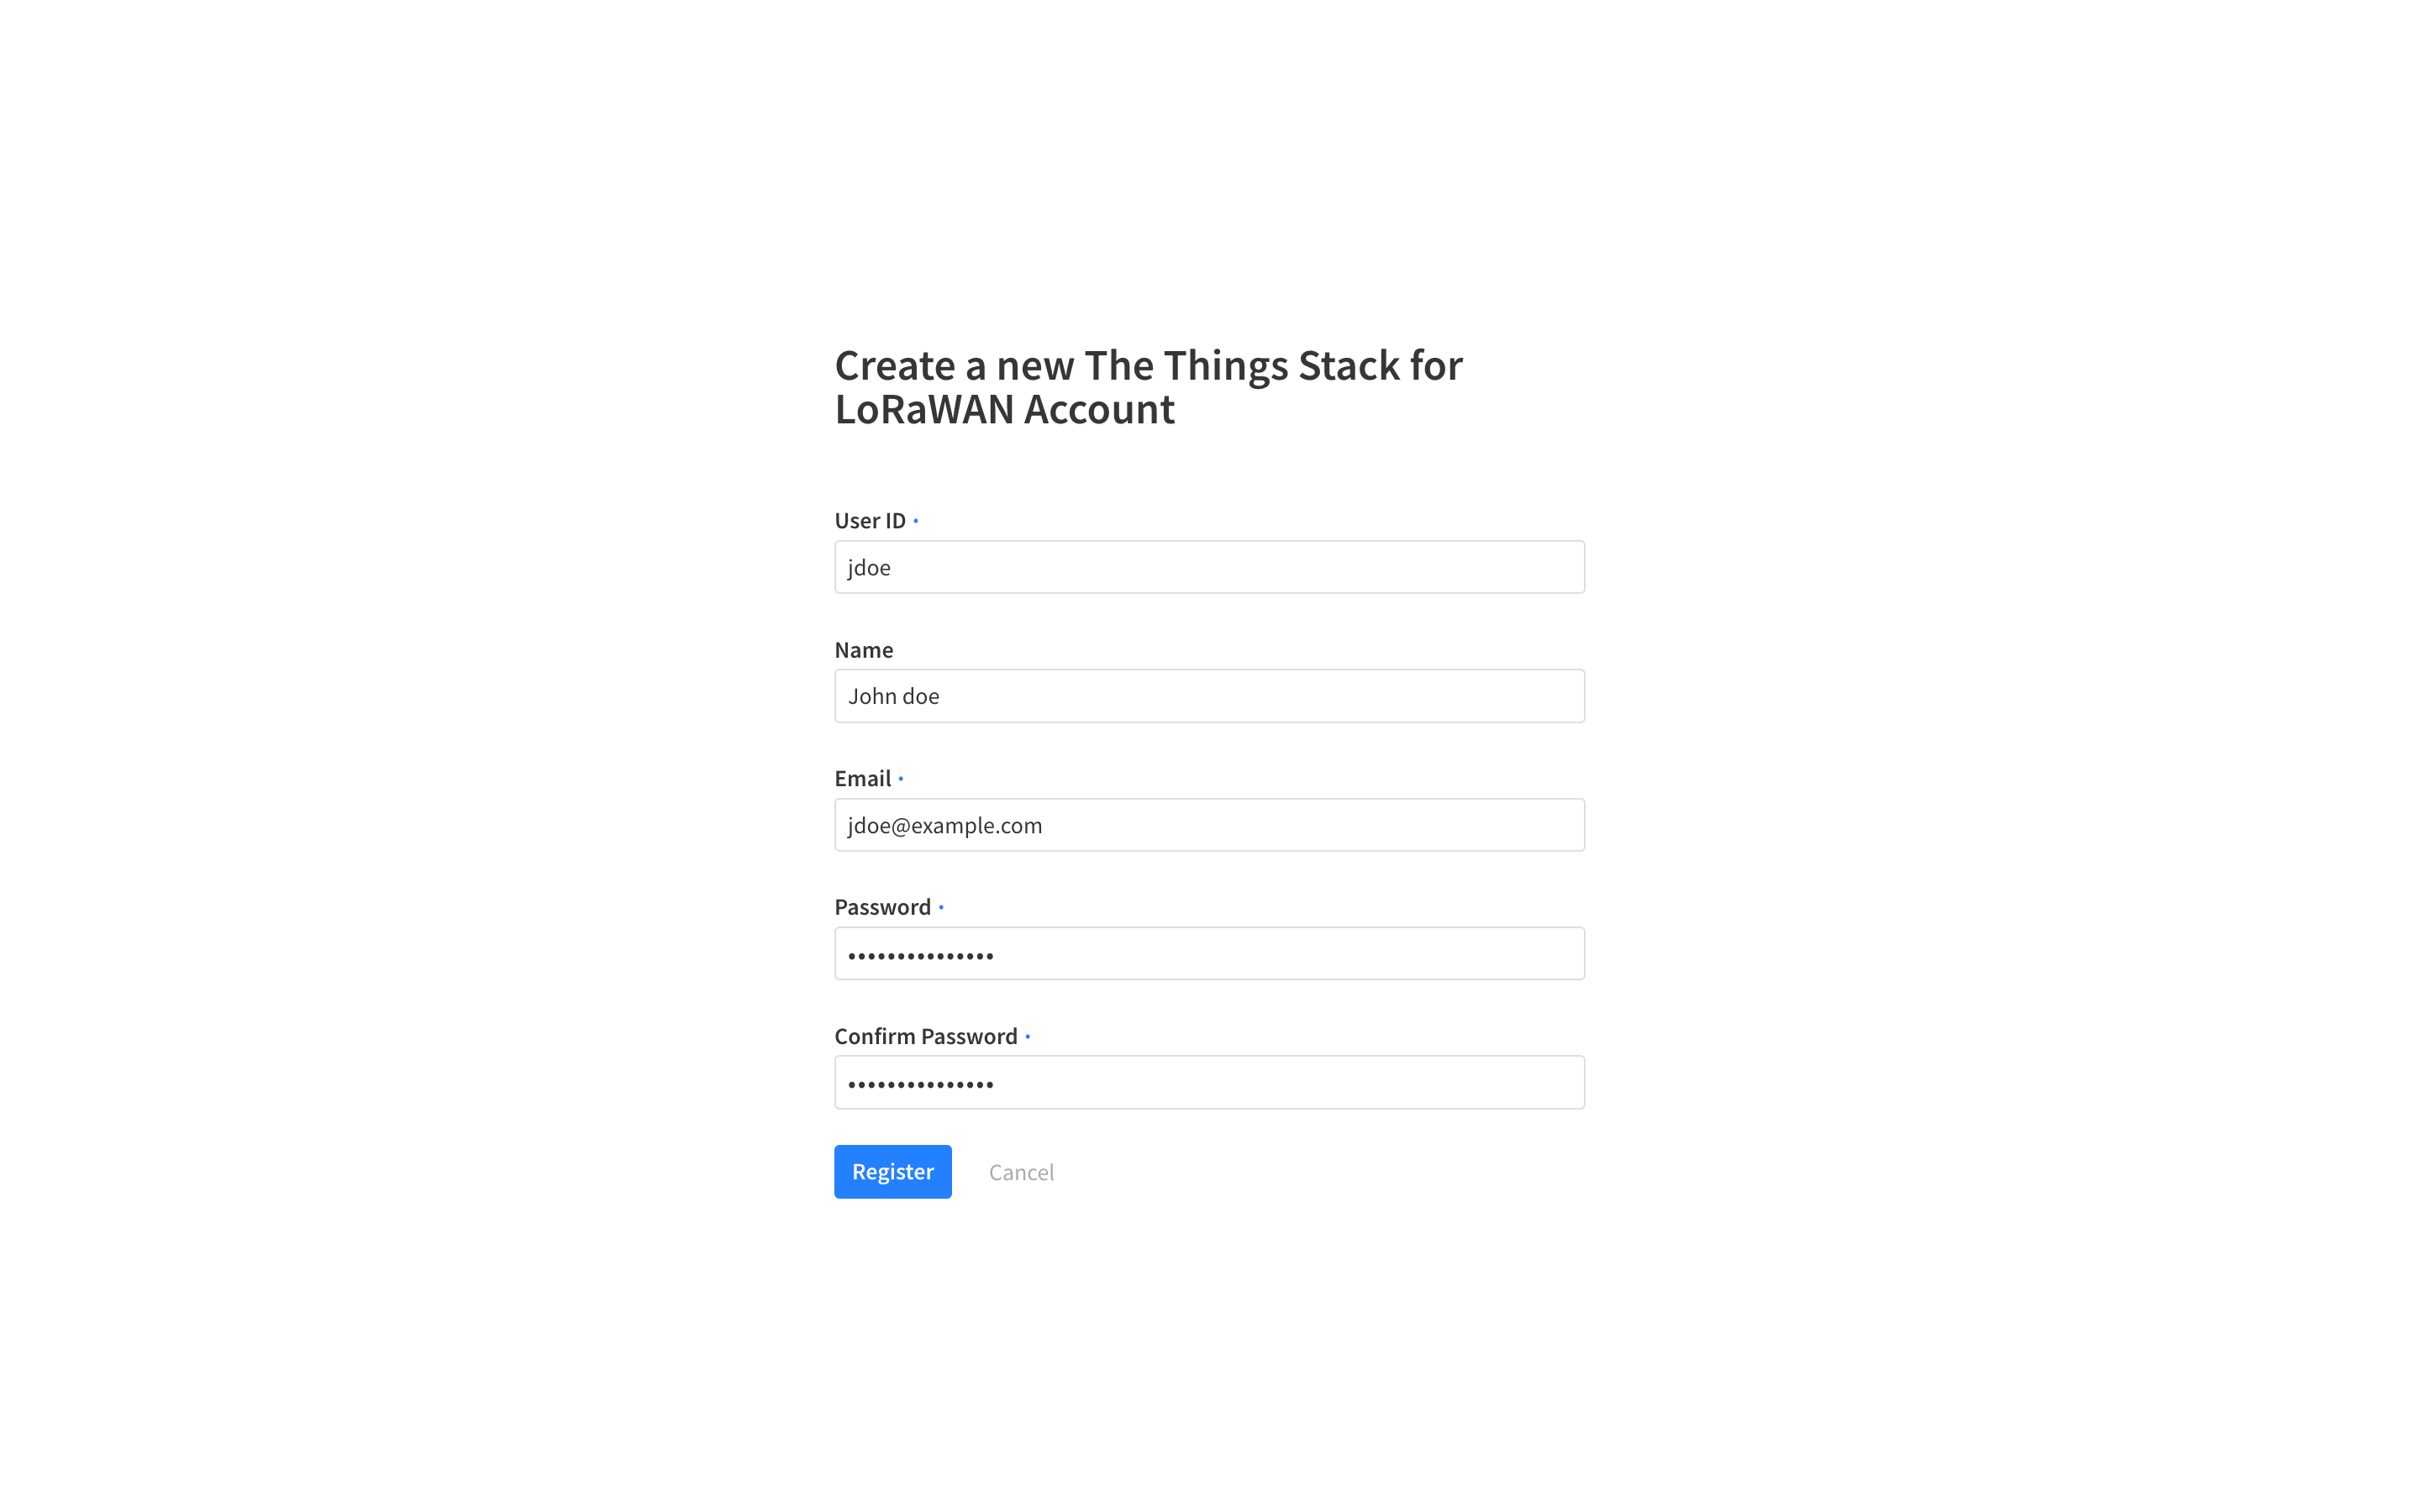 Create a new The Things Stack for
LoRaWAN Account
User ID •
jdoe
Name
John doe
Email •
jdoe@example.com
Password •
•••••••••••••••
Confirm Password •
•••••••••••••••
Register Cancel